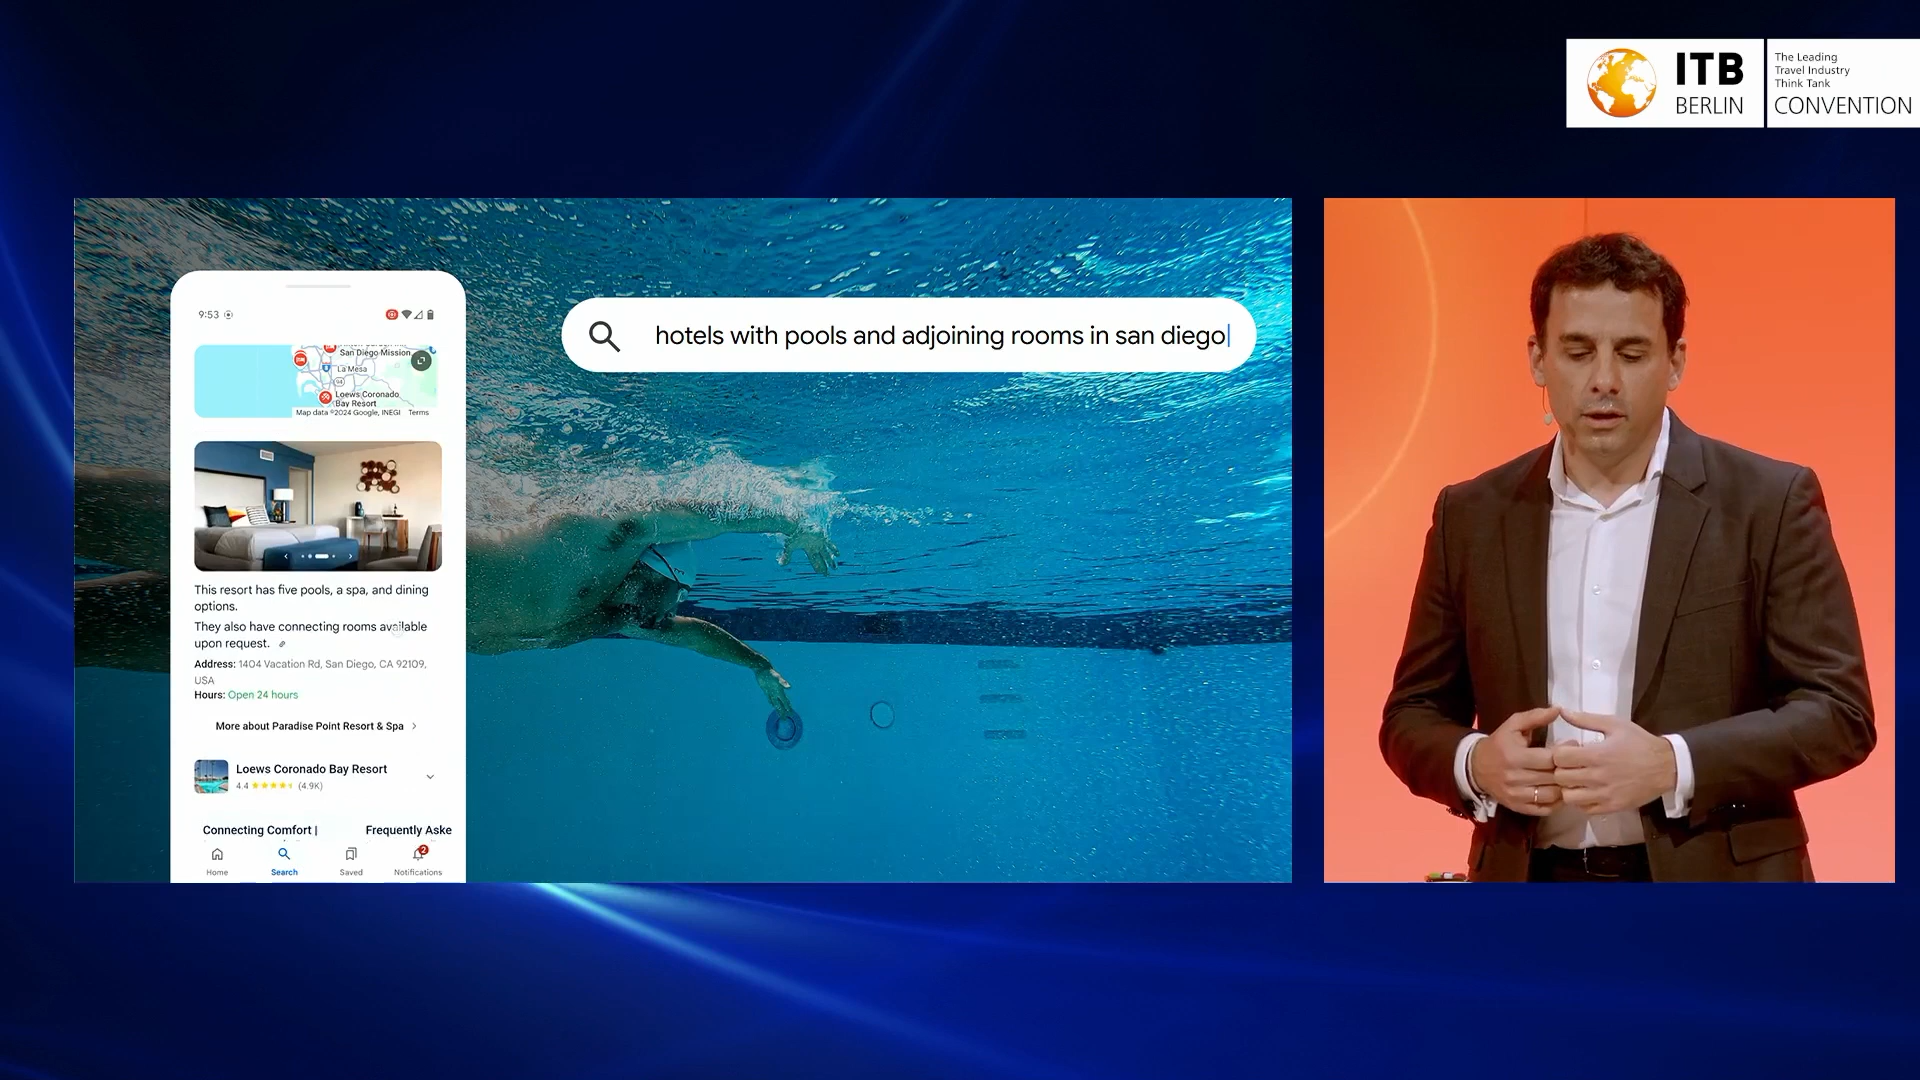 ITB
BERLIN
The Leading
Travel Industry
Think Tank
CONVENTION
hotels with pools and adjoining rooms in san diego
9:53
San Diego Mission
La Mesa
94
Loews Coronado
Bay Resort
Map data ©2024 Google, INEGI Terms
This resort has five pools, a spa, and dining
options.
They also have connecting rooms available
upon request.
Address: 1404 Vacation Rd, San Diego, CA 92109,
USA
Hours: Open 24 hours
More about Paradise Point Resort & Spa
Loews Coronado Bay Resort
4.4 (4.9K)
Connecting Comfort | Frequently Aske
2
Home Search Saved Notifications